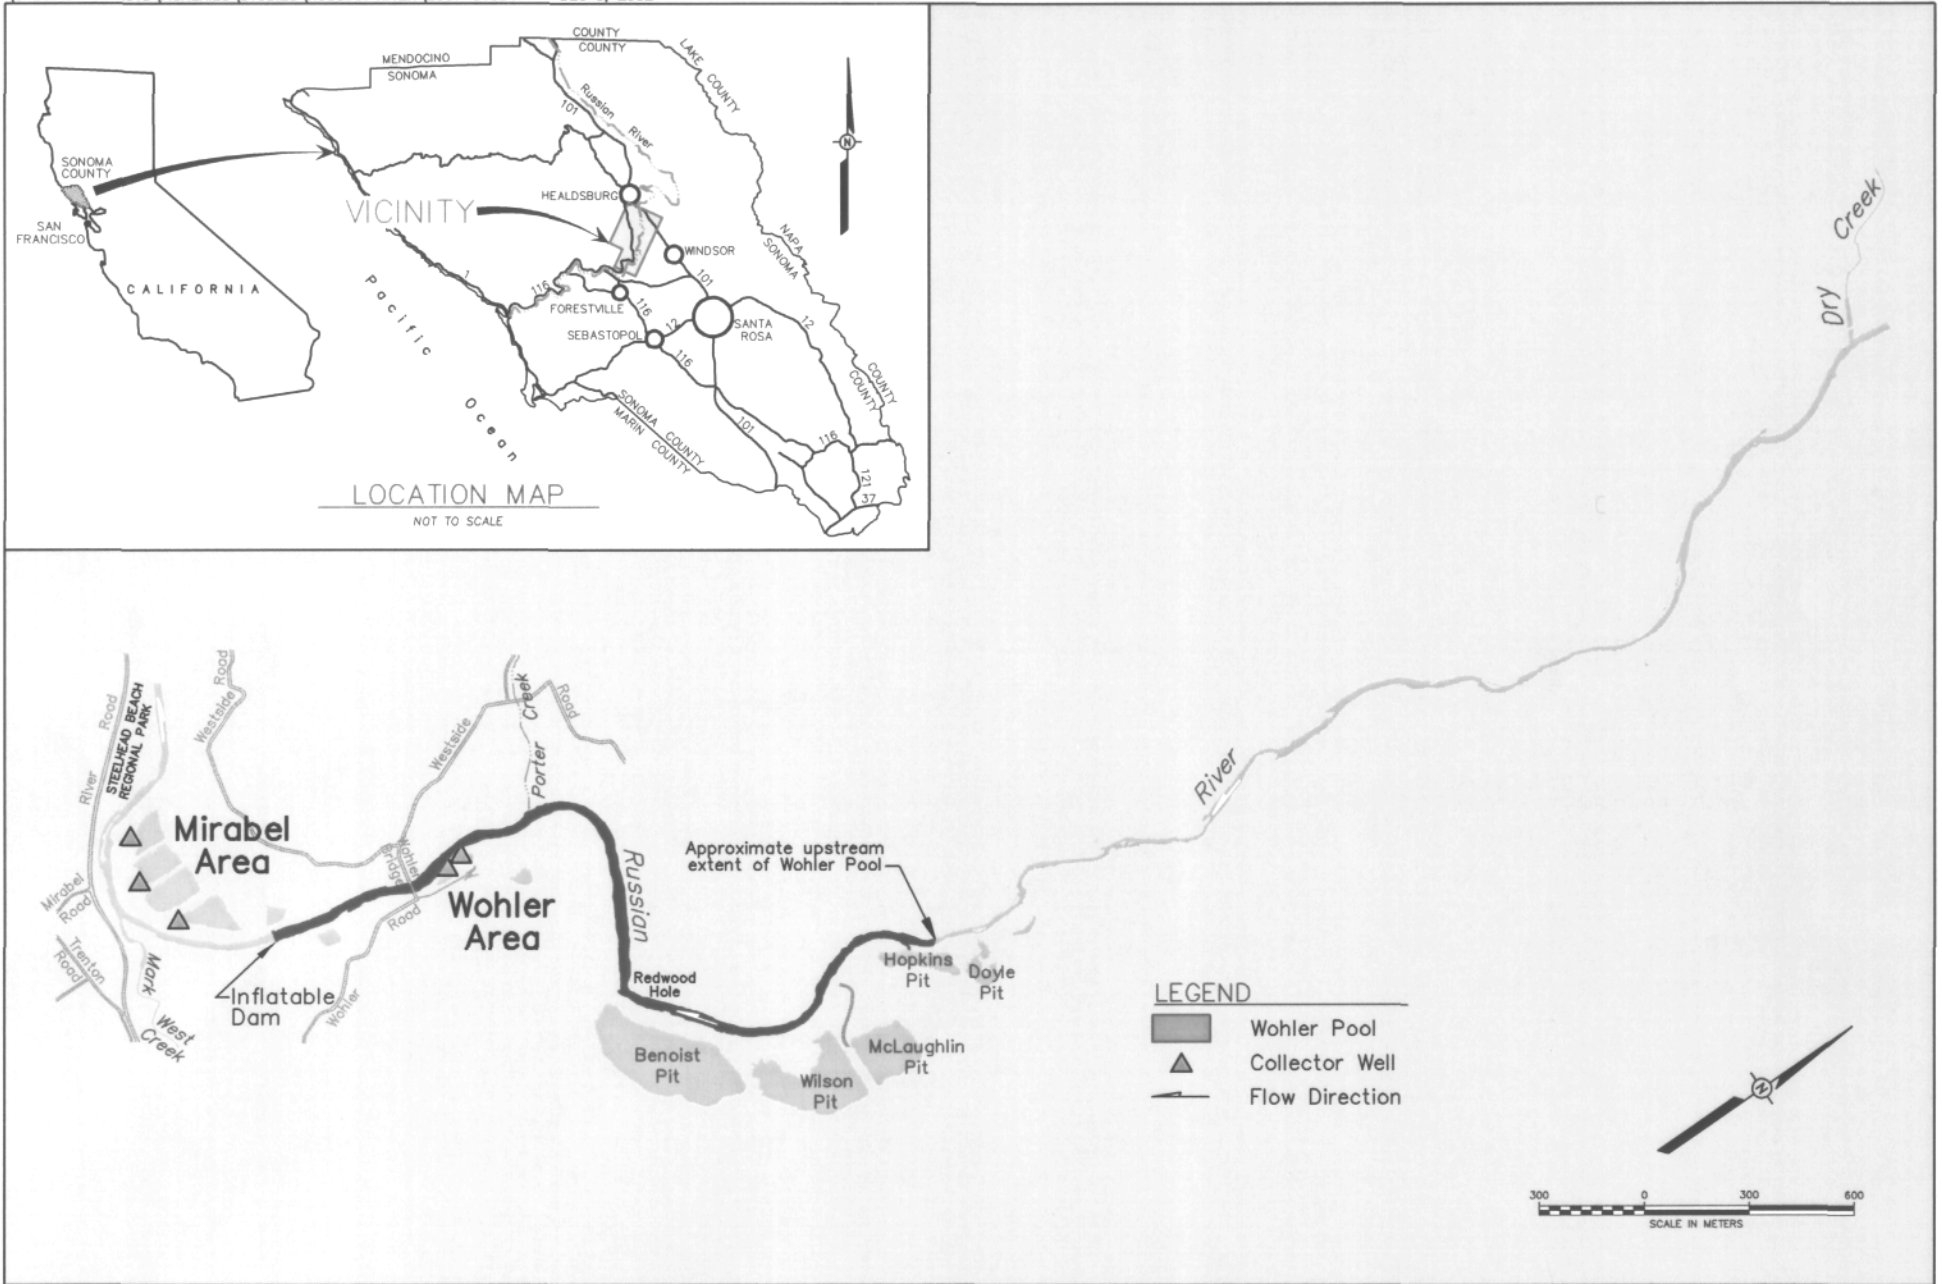 COUNTY
COUNTY
MENDOCINO
SONOMA
LAKE COUNTY
Russian
River
101
N
SONOMA
COUNTY
SAN
FRANCISCO
CALIFORNIA
VICINITY
HEALDSBURG
WINDSOR
NAPA
SONOMA
1
116
101
FORESTVILLE
116
12
SEBASTOPOL
SANTA
ROSA
12
116
Pacific
Ocean
COUNTY
COUNTY
SONOMA COUNTY
MARIN COUNTY
101
116
121
37
LOCATION MAP
NOT TO SCALE
Creek
Dry
River
Road
River
STEELHEAD BEACH
REGIONAL PARK
Road
Westside
Westside
Creek
Porter
Road
Mirabel
Area
Mirabel
Road
Trenton
Road
Mark
West
Creek
Inflatable
Dam
Wohler
Bridge
Road
Wohler
Wohler
Area
Russian
Redwood
Hole
Approximate upstream
extent of Wohler Pool
Hopkins
Pit
Doyle
Pit
Benoist
Pit
Wilson
Pit
McLaughlin
Pit
LEGEND
Wohler Pool
Collector Well
Flow Direction
N
300 0 300 600
SCALE IN METERS